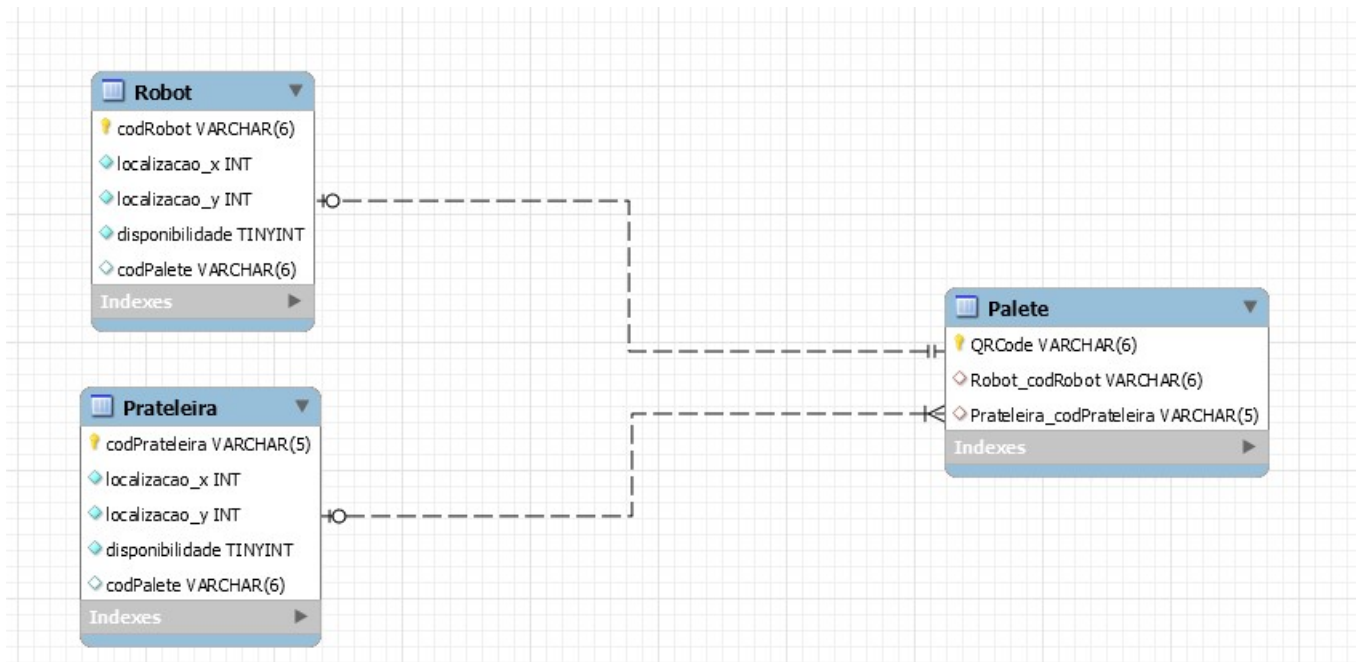 Robot
codRobot VARCHAR(6)
localizacao_x INT
localizacao_y INT
disponibilidade TINYINT
codPalete VARCHAR(6)
Indexes
Prateleira
codPrateleira VARCHAR(5)
localizacao_x INT
localizacao_y INT
disponibilidade TINYINT
codPalete VARCHAR(6)
Indexes
Palete
QRCode VARCHAR(6)
Robot_codRobot VARCHAR(6)
Prateleira_codPrateleira VARCHAR(5)
Indexes